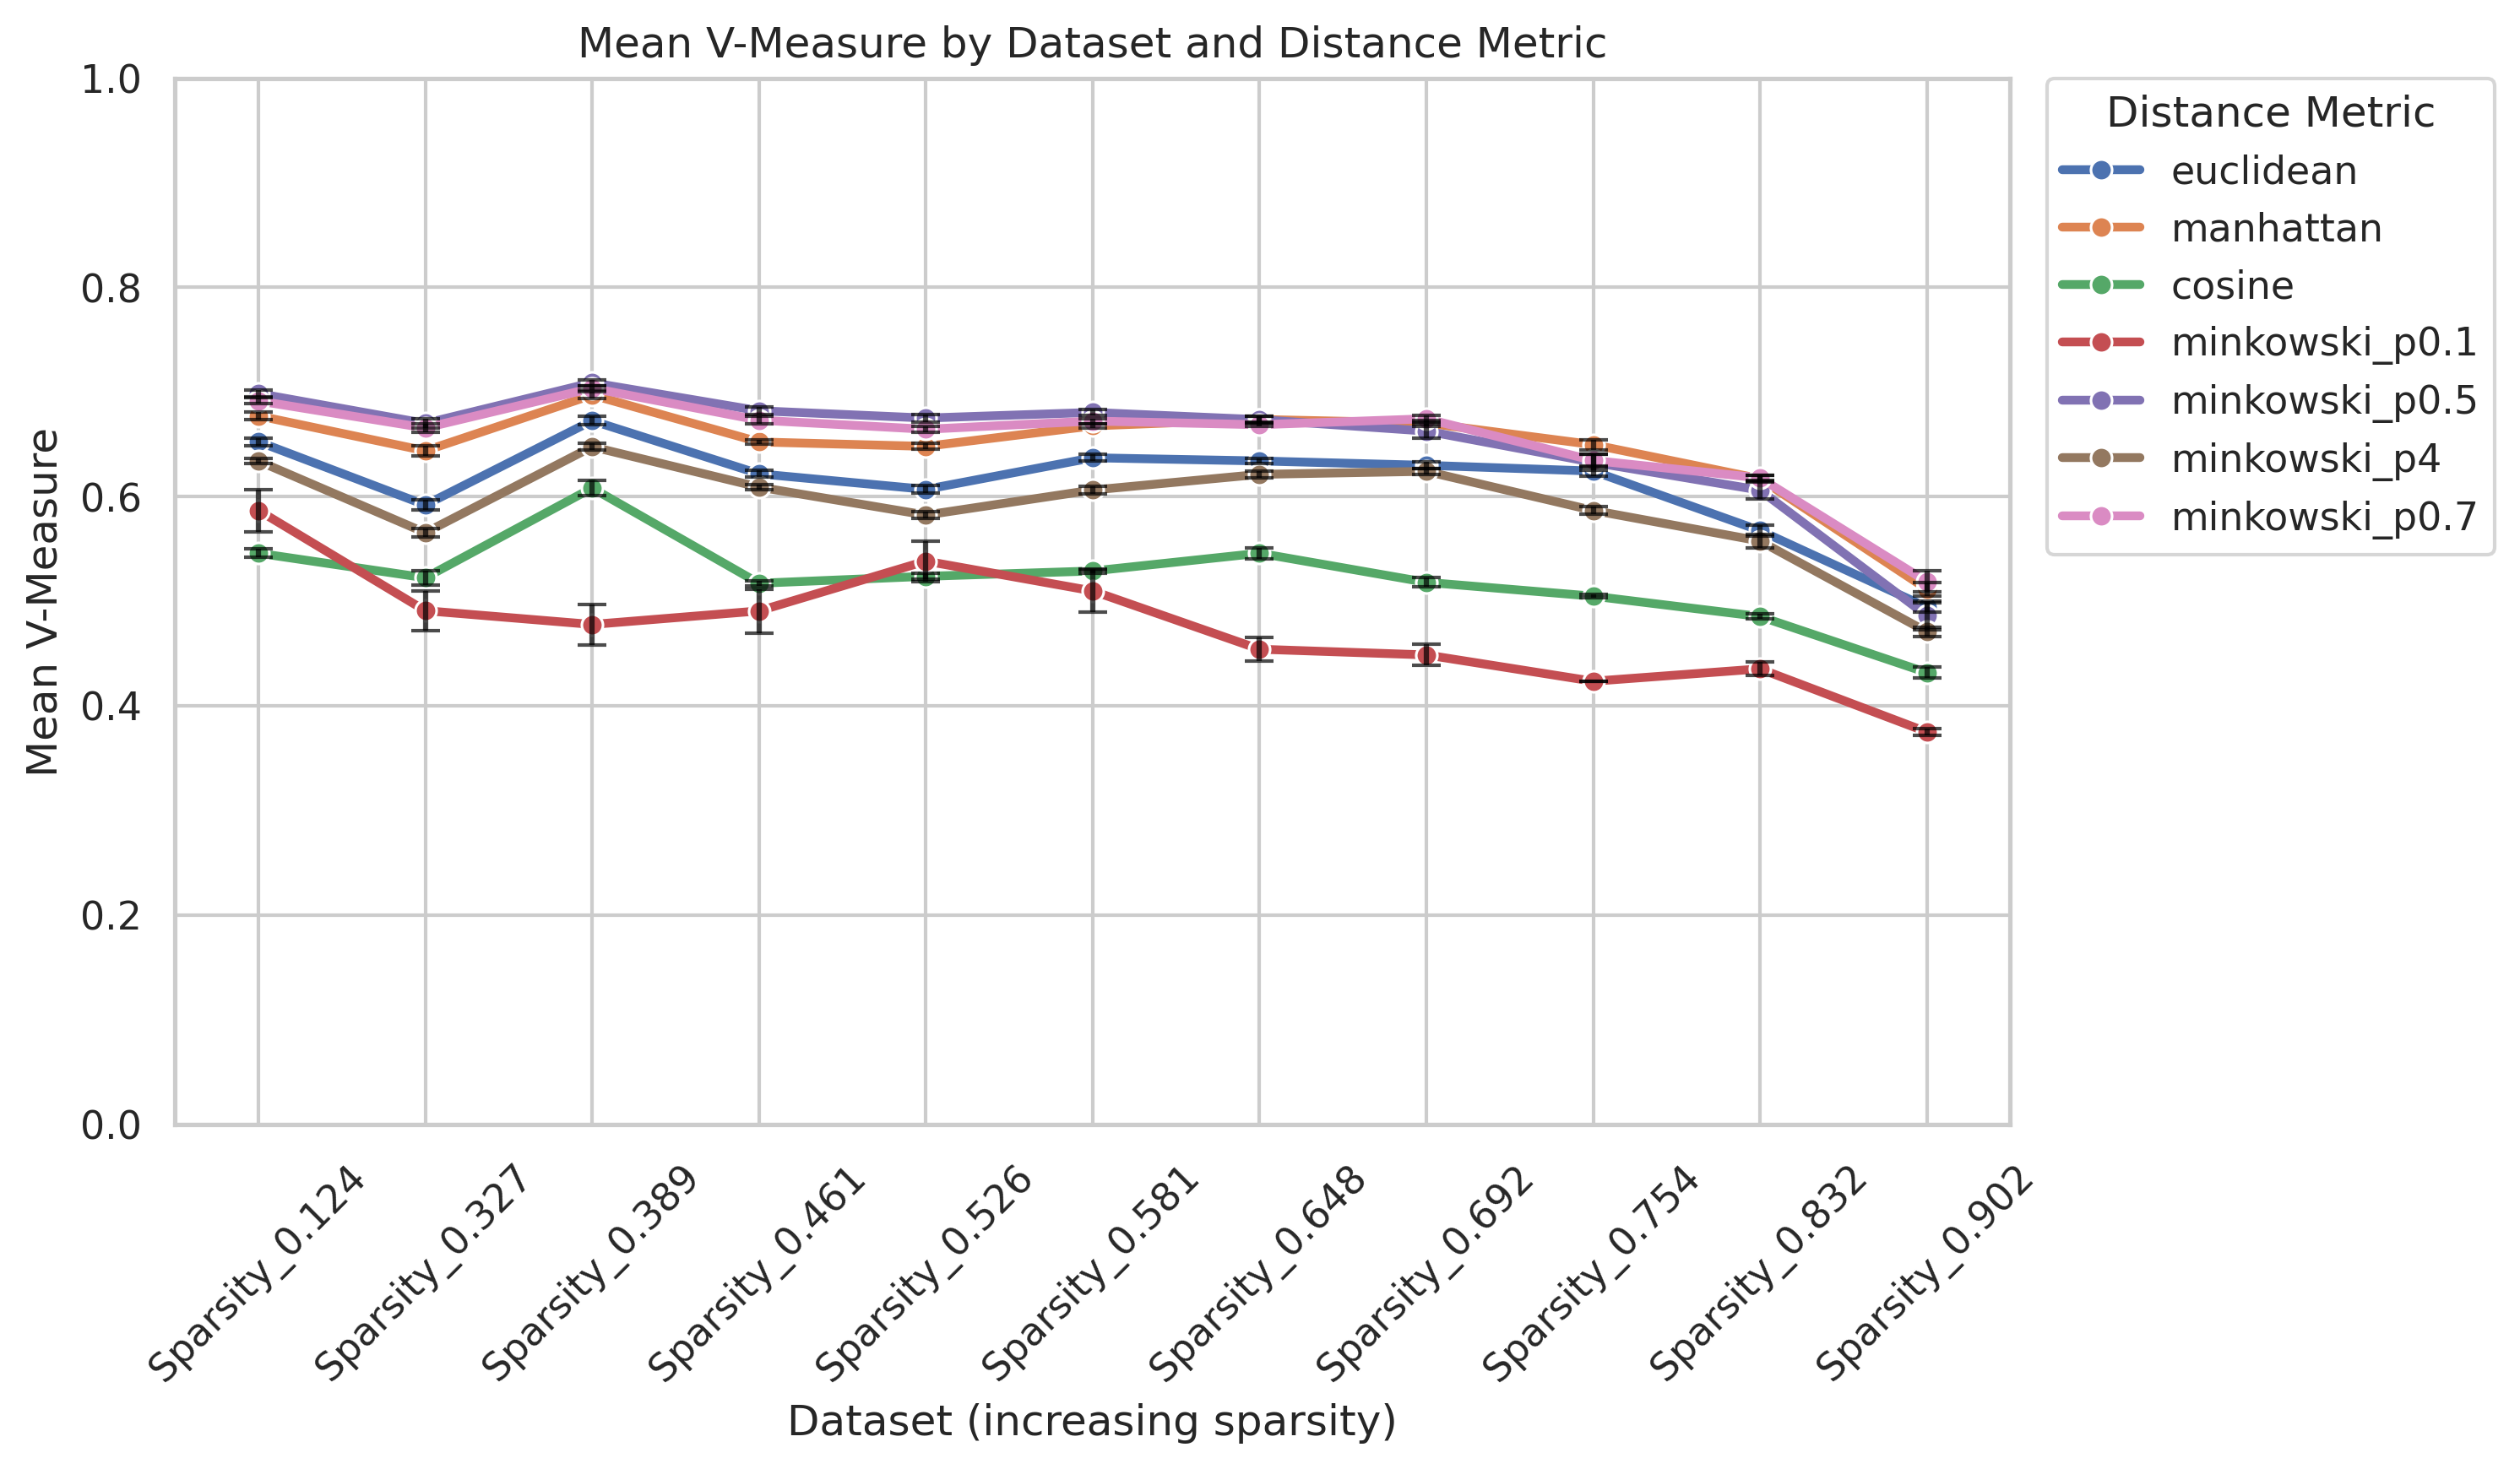 Mean V-Measure by Dataset and Distance Metric
1.0
0.8
0.6
0.4
0.2
0.0
Mean V-Measure
Sparsity_0.124
Sparsity_0.327
Sparsity_0.389
Sparsity_0.461
Sparsity_0.526
Sparsity_0.581
Sparsity_0.648
Sparsity_0.692
Sparsity_0.754
Sparsity_0.832
Sparsity_0.902
Dataset (increasing sparsity)
Distance Metric
euclidean
manhattan
cosine
minkowski_p0.1
minkowski_p0.5
minkowski_p4
minkowski_p0.7